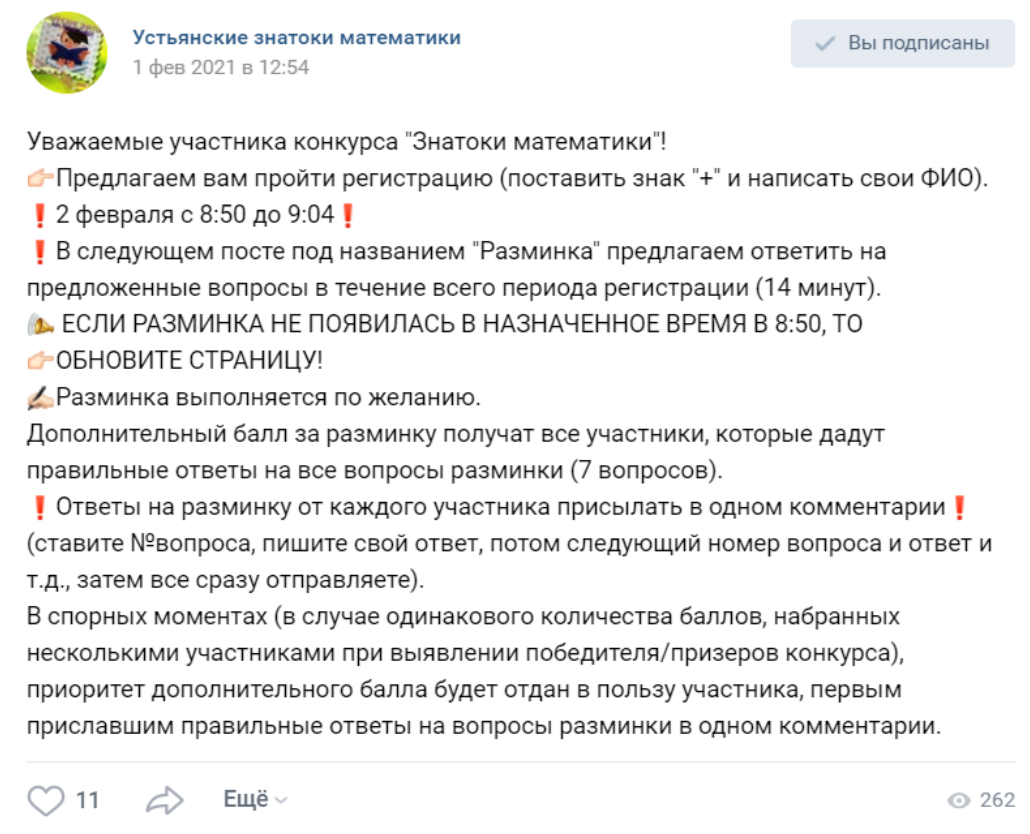 Устьянские знатоки математики
1 фев 2021 в 12:54
Вы подписаны
Уважаемые участника конкурса "Знатоки математики"!
👉🏻Предлагаем вам пройти регистрацию (поставить знак "+" и написать свои ФИО).
❗2 февраля с 8:50 до 9:04❗
❗В следующем посте под названием "Разминка" предлагаем ответить на
предложенные вопросы в течение всего периода регистрации (14 минут).
🔔 ЕСЛИ РАЗМИНКА НЕ ПОЯВИЛАСЬ В НАЗНАЧЕННОЕ ВРЕМЯ В 8:50, ТО
👉🏻ОБНОВИТЕ СТРАНИЦУ!
✍🏻Разминка выполняется по желанию.
Дополнительный балл за разминку получат все участники, которые дадут
правильные ответы на все вопросы разминки (7 вопросов).
❗Ответы на разминку от каждого участника присылать в одном комментарии❗
(ставите №вопроса, пишите свой ответ, потом следующий номер вопроса и ответ и
т.д., затем все сразу отправляете).
В спорных моментах (в случае одинакового количества баллов, набранных
несколькими участниками при выявлении победителя/призеров конкурса),
приоритет дополнительного балла будет отдан в пользу участника, первым
приславшим правильные ответы на вопросы разминки в одном комментарии.
11
Ещё
262